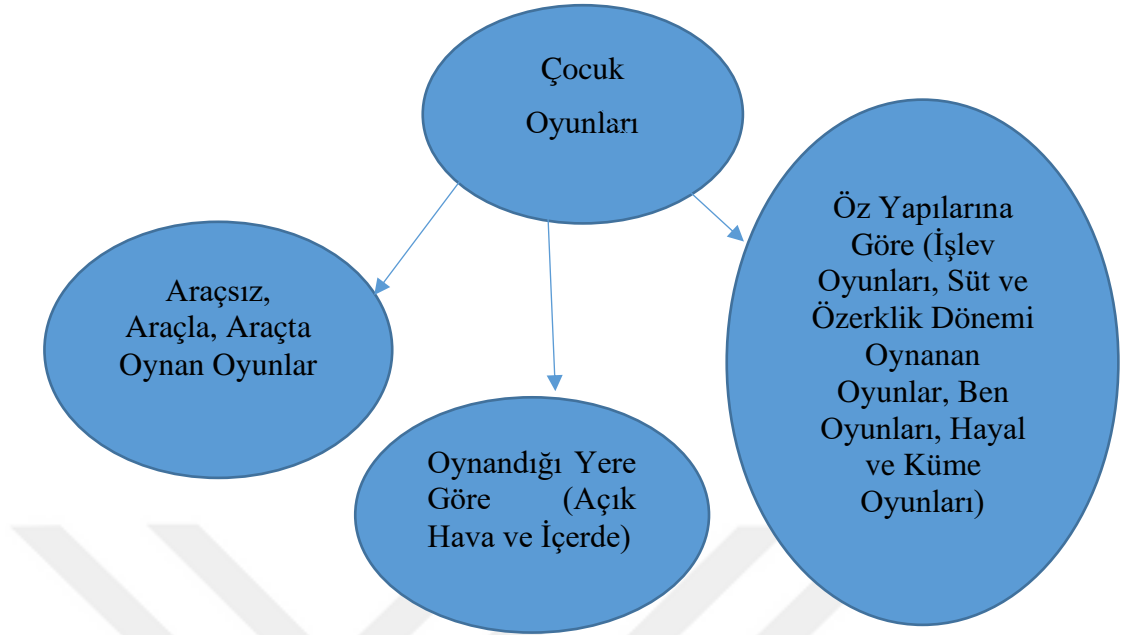 Çocuk
Oyunları
Araçsız,
Araçla, Araçta
Oynan Oyunlar
Oynandığı Yere
Göre (Açık
Hava ve İçerde)
Öz Yapılarına
Göre (İşlev
Oyunları, Süt ve
Özerklik Dönemi
Oynanan
Oyunlar, Ben
Oyunları, Hayal
ve Küme
Oyunları)